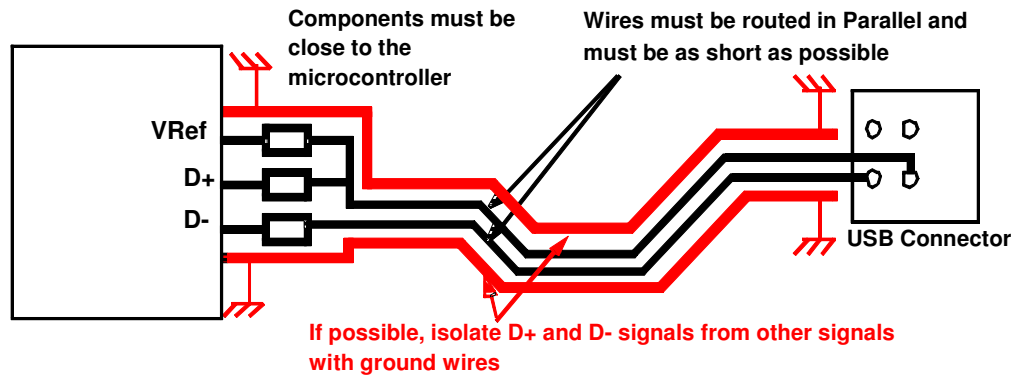 Components must be
close to the
microcontroller
Wires must be routed in Parallel and
must be as short as possible
VRef
D+
D-
USB Connector
If possible, isolate D+ and D- signals from other signals
with ground wires